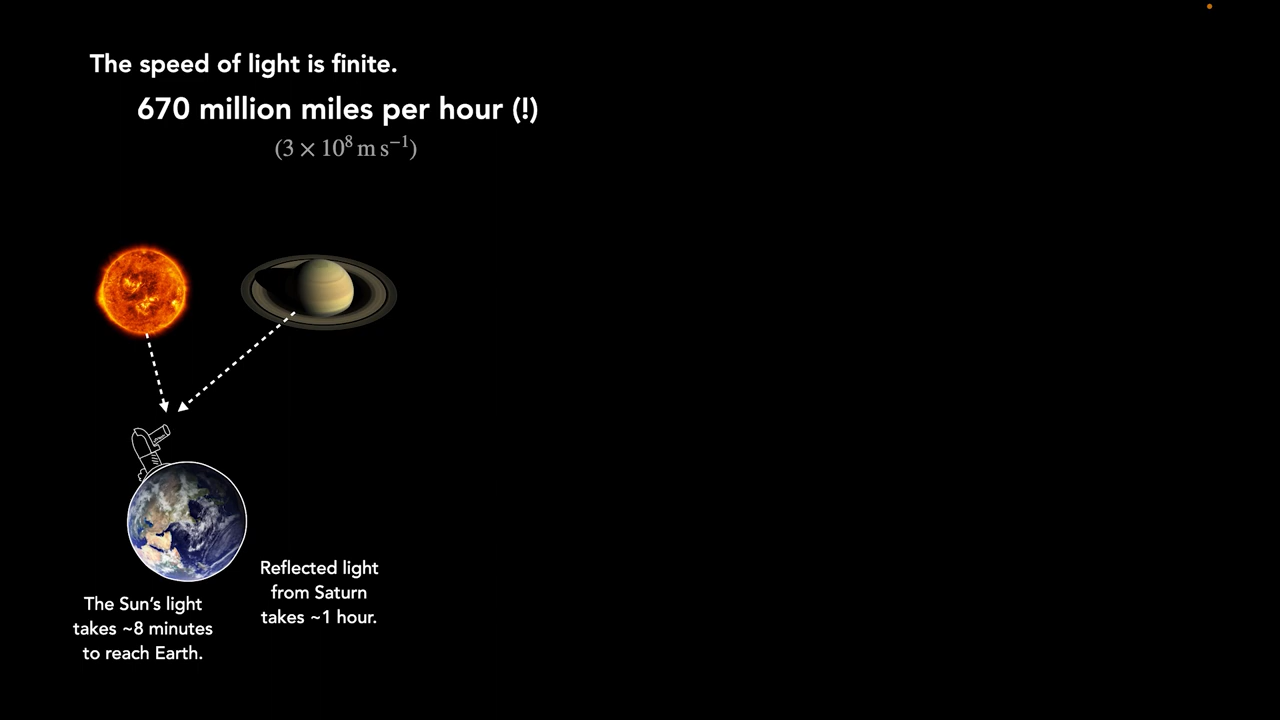 The speed of light is finite.
670 million miles per hour (!)
(3 × 10⁸ m s⁻¹)
Reflected light
from Saturn
takes ~1 hour.
The Sun’s light
takes ~8 minutes
to reach Earth.